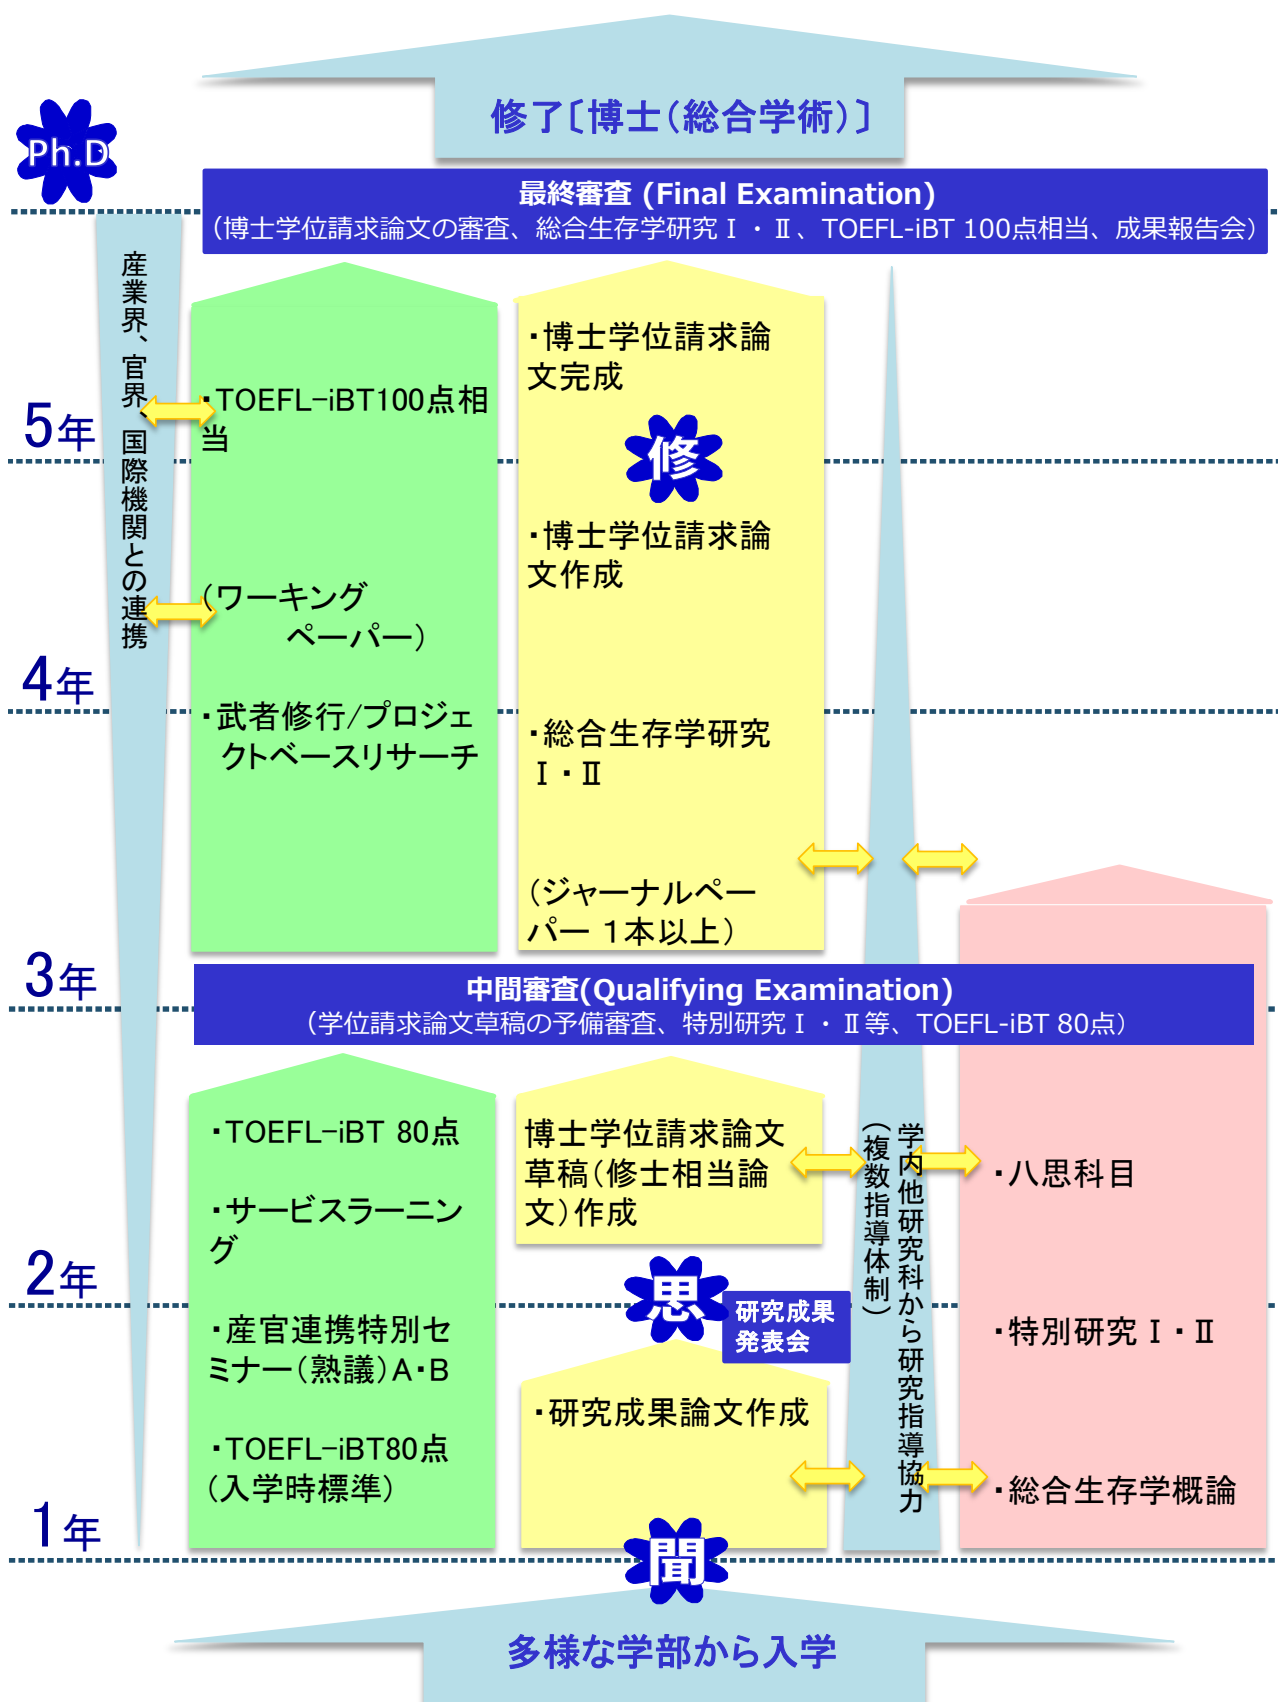 修了〔博士(総合学術)〕
Ph.D
最終審査 (Final Examination)
（博士学位請求論文の審査、総合生存学研究Ⅰ・Ⅱ、TOEFL-iBT 100点相当、成果報告会）
産業界、官界、国際機関との連携
5年
・TOEFL-iBT100点相
当
（ワーキング
ペーパー）
・武者修行/プロジェ
クトベースリサーチ
・博士学位請求論
文完成
修
・博士学位請求論
文作成
・総合生存学研究
Ⅰ・Ⅱ
（ジャーナルペー
パー １本以上）
4年
3年
中間審査(Qualifying Examination)
（学位請求論文草稿の予備審査、特別研究Ⅰ・Ⅱ等、TOEFL-iBT 80点）
・TOEFL-iBT 80点
・サービスラーニン
グ
・産官連携特別セ
ミナー（熟議）A・B
・TOEFL-iBT80点
（入学時標準）
博士学位請求論文
草稿（修士相当論
文）作成
思
研究成果
発表会
・研究成果論文作成
聞
学内他研究科から研究指導協力
（複数指導体制）
・八思科目
・特別研究Ⅰ・Ⅱ
・総合生存学概論
2年
1年
多様な学部から入学